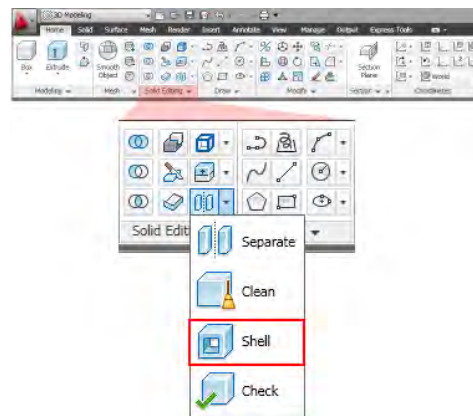 3D Modeling
Home Solid Surface Mesh Render Insert Annotate View Manage Output Express Tools
Box Extrude Smooth Object Section Plane World
Modeling Mesh Solid Editing Draw Modify Section Coordinates
Solid Edit
Separate
Clean
Shell
Check